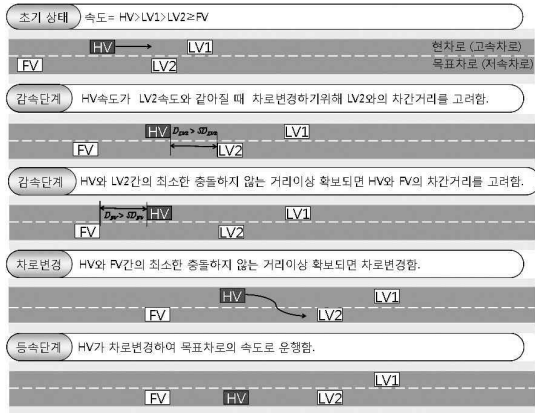 초기 상태 속도= HV>LV1>LV2≥FV
HV LV1 현차로 (고속차로)
FV LV2 목표차로 (저속차로)
감속단계 HV속도가 LV2속도와 같아질 때 차로변경하기위해 LV2와의 차간거리를 고려함.
HV LV1
FV LV2
감속단계 HV와 LV2간의 최소한 충돌하지 않는 거리이상 확보되면 HV와 FV의 차간거리를 고려함.
HV LV1
FV LV2
차로변경 HV와 FV간의 최소한 충돌하지 않는 거리이상 확보되면 차로변경함.
HV LV1
FV LV2
등속단계 HV가 차로변경하여 목표차로의 속도로 운행함.
LV1
FV HV LV2